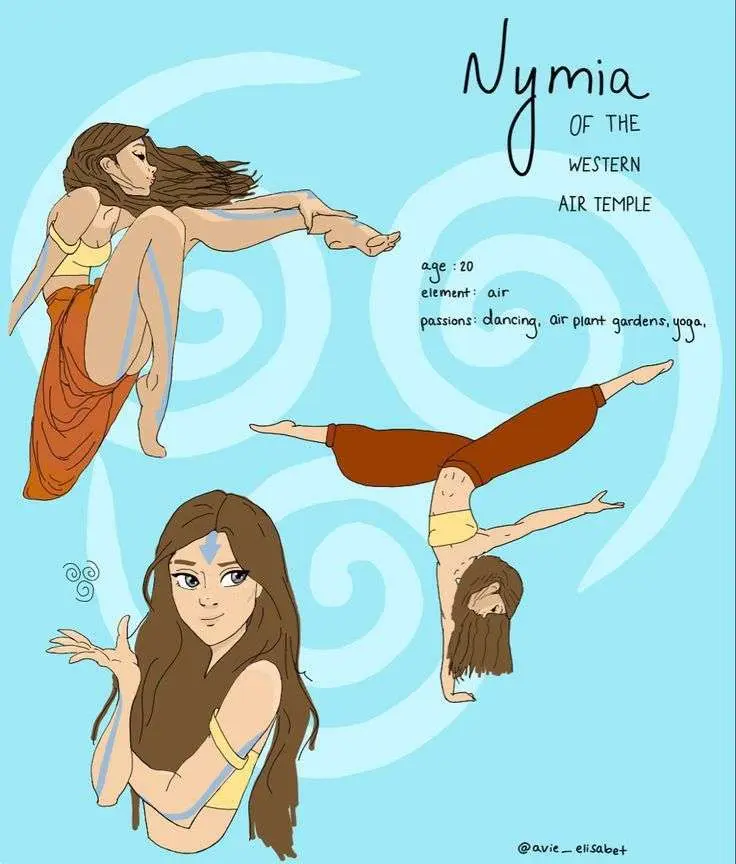 Nymia
OF THE
WESTERN
AIR TEMPLE
age : 20
element: air
passions: dancing, air plant gardens, yoga,
@avie_elisabet